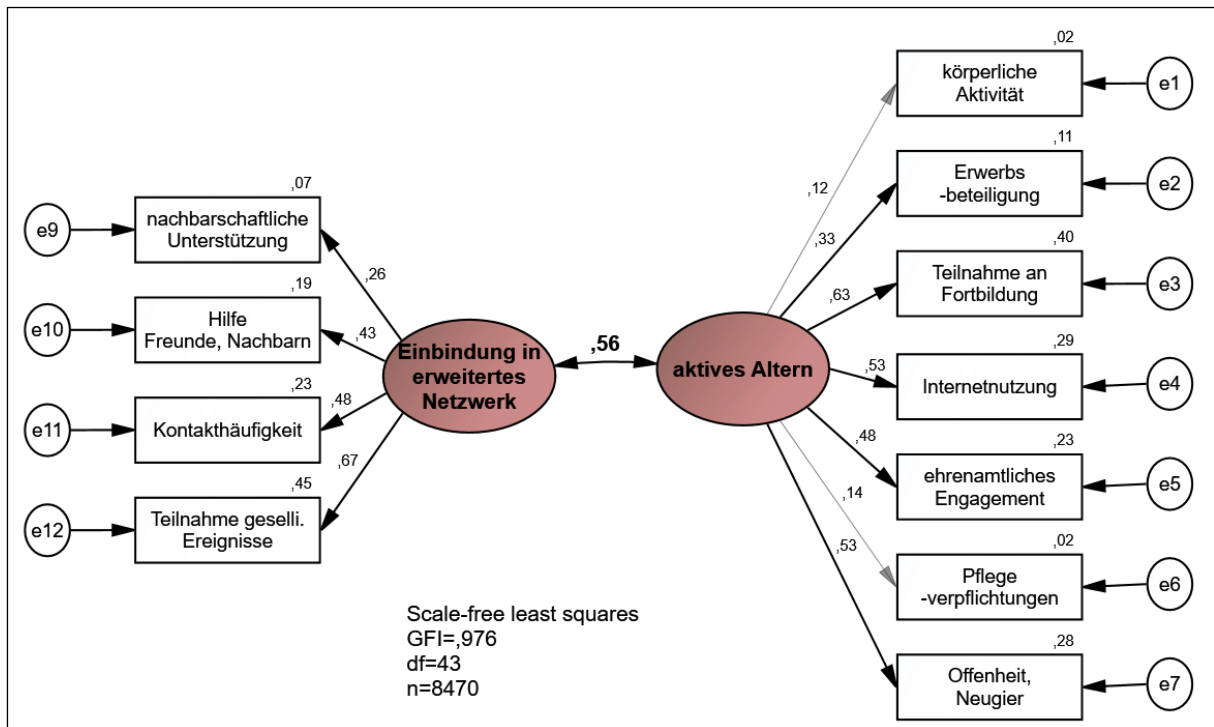 e9
,07
nachbarschaftliche
Unterstützung
,26
e10
,19
Hilfe
Freunde, Nachbarn
,43
e11
,23
Kontakthäufigkeit
,48
e12
,45
Teilnahme geselli.
Ereignisse
,67
Einbindung in
erweitertes
Netzwerk
,56
aktives Altern
,12
,02
körperliche
Aktivität
e1
,33
,11
Erwerbs
-beteiligung
e2
,63
,40
Teilnahme an
Fortbildung
e3
,53
,29
Internetnutzung
e4
,48
,23
ehrenamtliches
Engagement
e5
,14
,02
Pflege
-verpflichtungen
e6
,53
,28
Offenheit,
Neugier
e7
Scale-free least squares
GFI=,976
df=43
n=8470